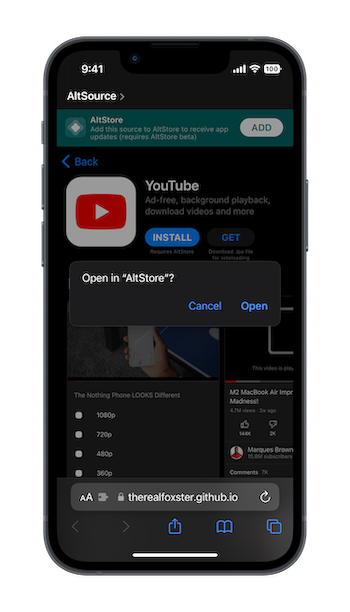 9:41
100
AltSource >
AltStore
Add this source to AltStore to receive app
updates (requires AltStore beta)
ADD
Back
YouTube
Ad-free, background playback,
download videos and more
INSTALL
GET
Requires AltStore
Download .ipa file
for sideloading
Open in “AltStore”?
Cancel
Open
The Nothing Phone LOOKS Different
1080p
720p
480p
360p
This video is play
M2 MacBook Air Impr
Madness!
4.7M views · 3w ago
144K
2K
Marques Brown
15.8M subscribers
Comments 7K
AA
therealfoxster.github.io